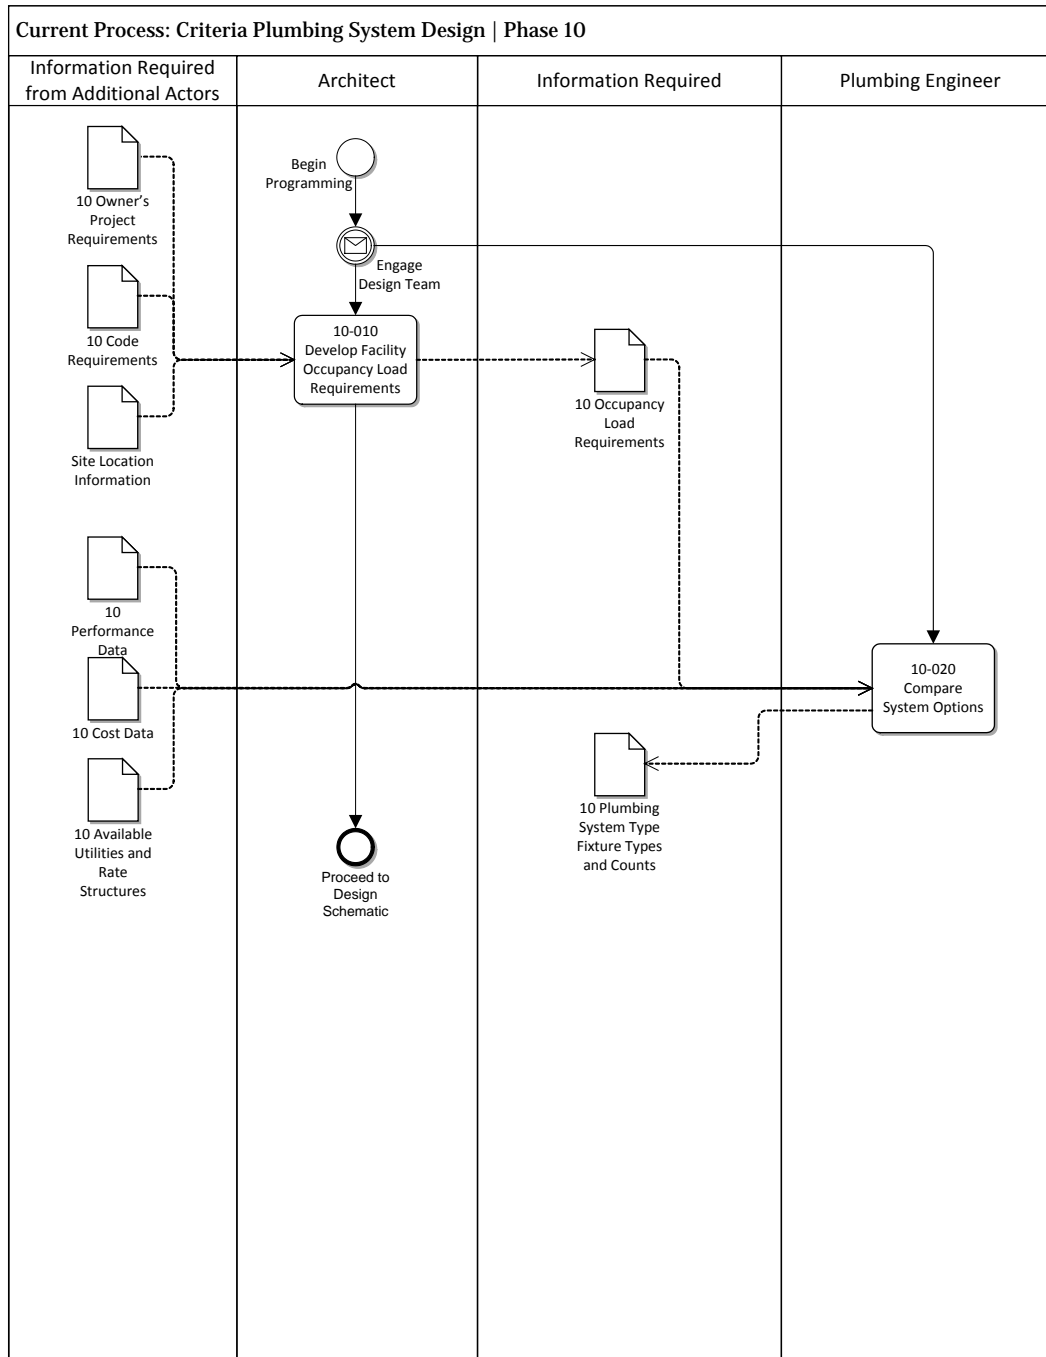 Current Process: Criteria Plumbing System Design | Phase 10
Information Required
from Additional Actors
Architect
Information Required
Plumbing Engineer
10 Owner's
Project
Requirements
10 Code
Requirements
Site Location
Information
10
Performance
Data
10 Cost Data
10 Available
Utilities and
Rate
Structures
Begin
Programming
Engage
Design Team
10-010
Develop Facility
Occupancy Load
Requirements
Proceed to
Design
Schematic
10 Occupancy
Load
Requirements
10 Plumbing
System Type
Fixture Types
and Counts
10-020
Compare
System Options